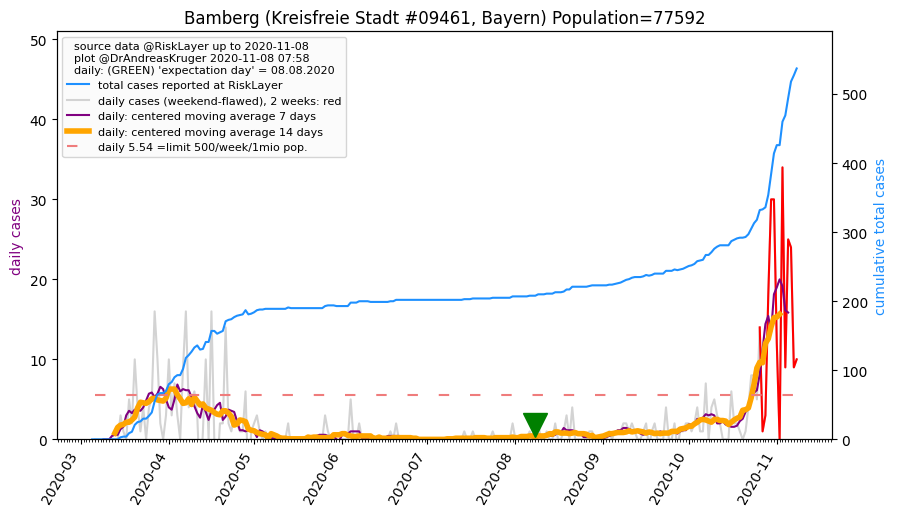 Bamberg (Kreisfreie Stadt #09461, Bayern) Population=77592
source data @RiskLayer up to 2020-11-08
plot @DrAndreasKruger 2020-11-08 07:58
daily: (GREEN) 'expectation day' = 08.08.2020
total cases reported at RiskLayer
daily cases (weekend-flawed), 2 weeks: red
daily: centered moving average 7 days
daily: centered moving average 14 days
daily 5.54 =limit 500/week/1mio pop.
daily cases
50
40
30
20
10
0
cumulative total cases
500
400
300
200
100
0
2020-03
2020-04
2020-05
2020-06
2020-07
2020-08
2020-09
2020-10
2020-11